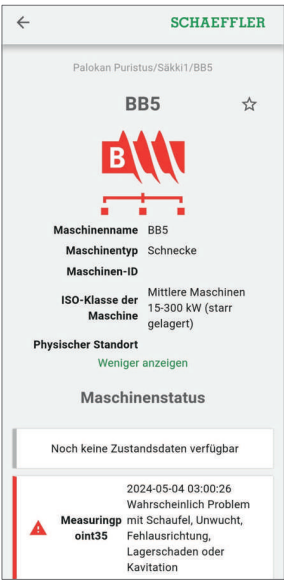 SCHAEFFLER
Palokan Puristus/Säkki1/BB5
BB5
B
Maschinenname BB5
Maschinentyp Schnecke
Maschinen-ID
ISO-Klasse der Maschine Mittlere Maschinen
15-300 kW (starr
gelagert)
Physischer Standort
Weniger anzeigen
Maschinenstatus
Noch keine Zustandsdaten verfügbar
Measuringp
oint35
2024-05-04 03:00:26
Wahrscheinlich Problem
mit Schaufel, Unwucht,
Fehlausrichtung,
Lagerschaden oder
Kavitation